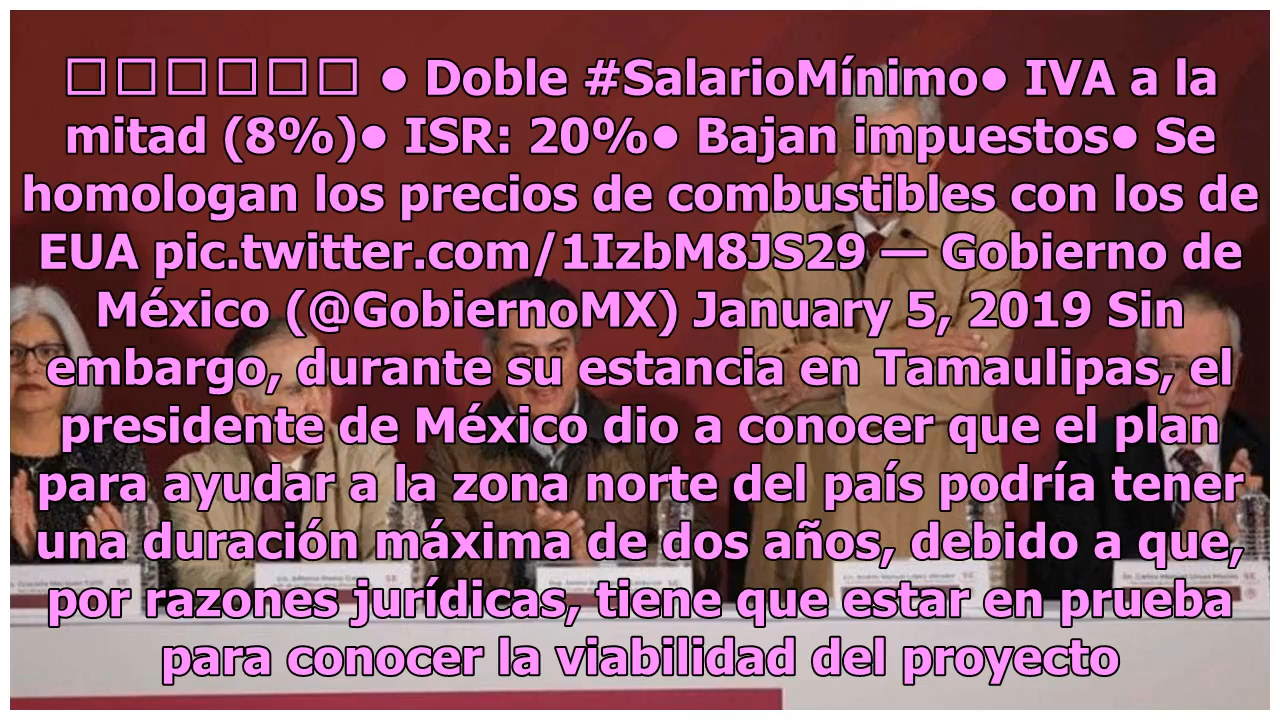 □□□□□□ ● Doble #SalarioMínimo● IVA a la
mitad (8%)● ISR: 20%● Bajan impuestos● Se
homologan los precios de combustibles con los de
EUA pic.twitter.com/1IzbM8JS29 — Gobierno de
México (@GobiernoMX) January 5, 2019 Sin
embargo, durante su estancia en Tamaulipas, el
presidente de México dio a conocer que el plan
para ayudar a la zona norte del país podría tener
una duración máxima de dos años, debido a que,
por razones jurídicas, tiene que estar en prueba
para conocer la viabilidad del proyecto